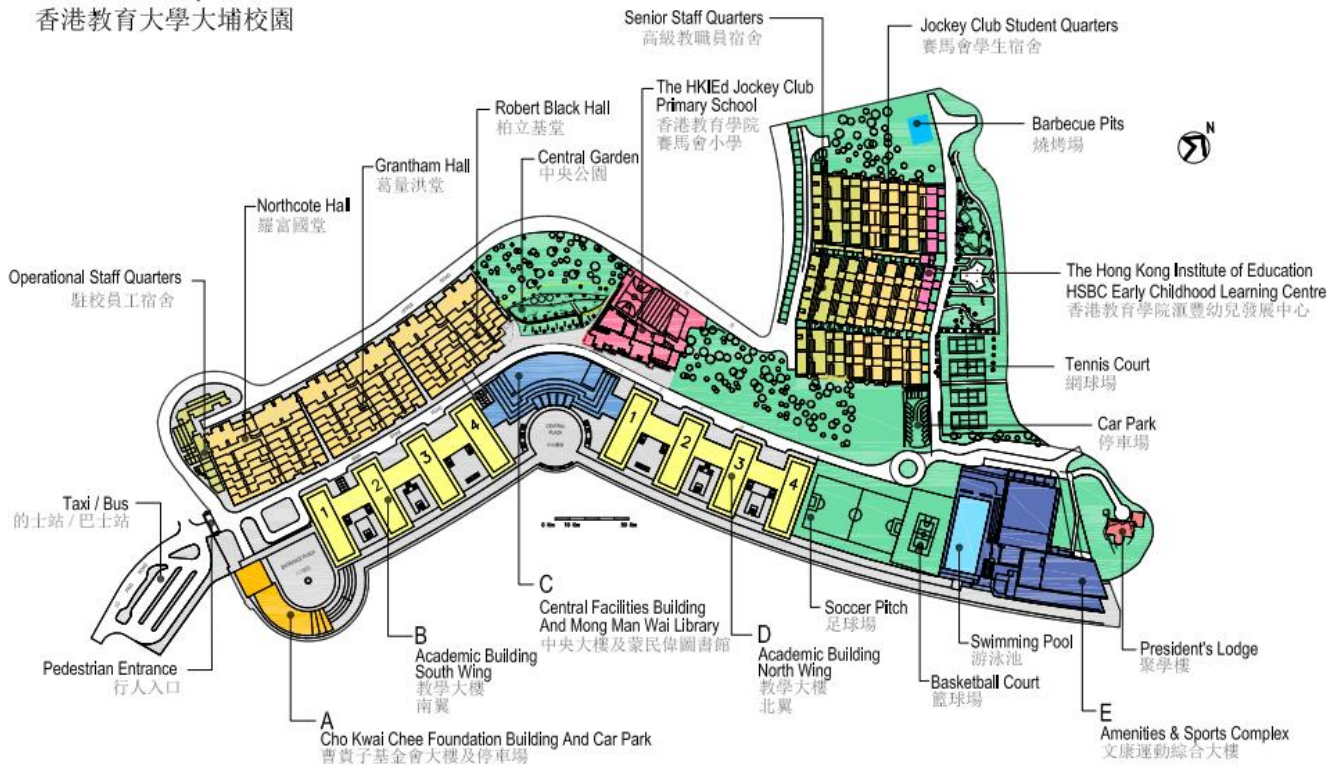 香港教育大學大埔校園
Senior Staff Quarters
高級教職員宿舍
Jockey Club Student Quarters
賽馬會學生宿舍
The HKIEd Jockey Club
Primary School
香港教育學院
賽馬會小學
Robert Black Hall
柏立基堂
Barbecue Pits
燒烤場
N
Central Garden
中央公園
Grantham Hall
葛量洪堂
Northcote Hall
羅富國堂
Operational Staff Quarters
駐校員工宿舍
The Hong Kong Institute of Education
HSBC Early Childhood Learning Centre
香港教育學院滙豐幼兒發展中心
Tennis Court
網球場
Car Park
停車場
CENTRAL
PLAZA
1
2
3
4
1
2
3
4
Taxi / Bus
的士站 / 巴士站
ENTRANCE PLAZA
Pedestrian Entrance
行人入口
A
Cho Kwai Chee Foundation Building And Car Park
曹貴子基金會大樓及停車場
B
Academic Building
South Wing
教學大樓
南翼
C
Central Facilities Building
And Mong Man Wai Library
中央大樓及蒙民偉圖書館
D
Academic Building
North Wing
教學大樓
北翼
Soccer Pitch
足球場
Swimming Pool
游泳池
Basketball Court
籃球場
President's Lodge
聚學樓
E
Amenities & Sports Complex
文康運動綜合大樓